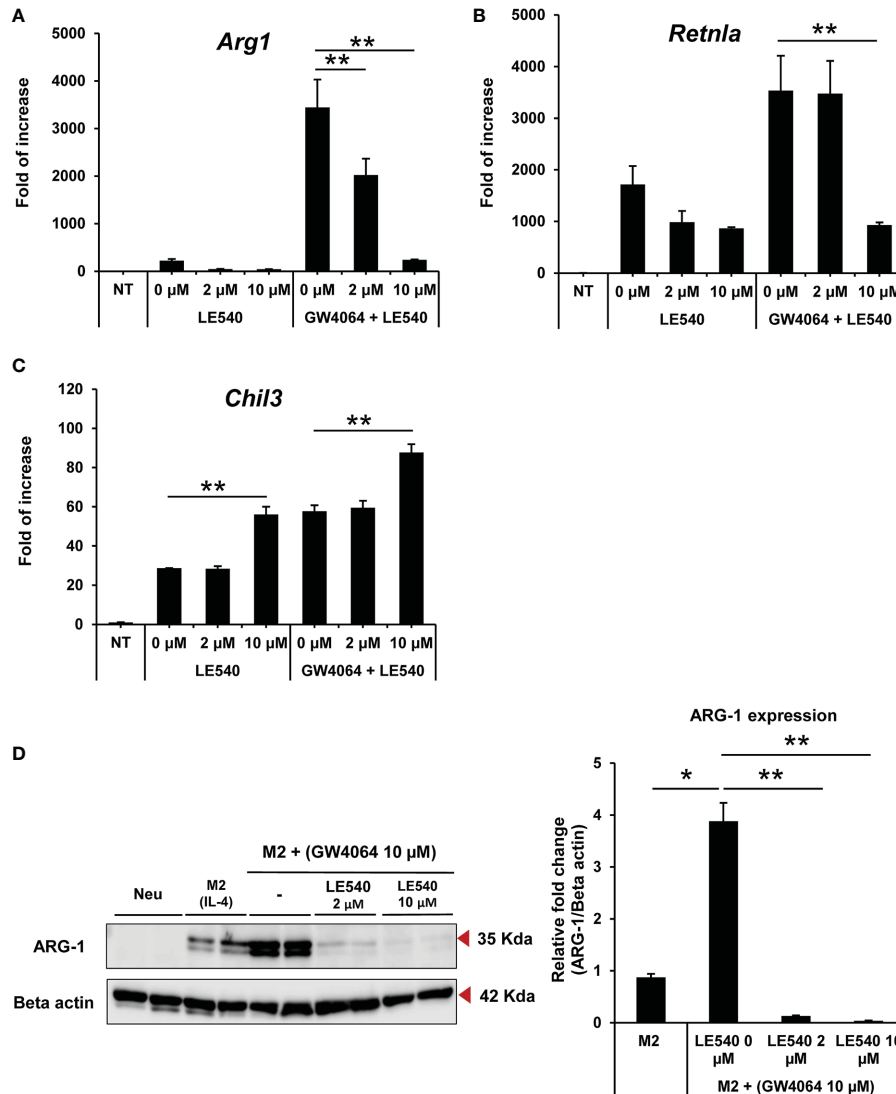 A
Arg1
Fold of increase
5000
4000
3000
2000
1000
0
** 
**
NT
0 µM
2 µM
10 µM
0 µM
2 µM
10 µM
LE540
GW4064 + LE540
B
Retnla
Fold of increase
5000
4000
3000
2000
1000
0
**
NT
0 µM
2 µM
10 µM
0 µM
2 µM
10 µM
LE540
GW4064 + LE540
C
Chil3
Fold of increase
120
100
80
60
40
20
0
**
**
NT
0 µM
2 µM
10 µM
0 µM
2 µM
10 µM
LE540
GW4064 + LE540
D
M2 + (GW4064 10 µM)
Neu
M2
(IL-4)
-
LE540
2 µM
LE540
10 µM
ARG-1
35 Kda
Beta actin
42 Kda
ARG-1 expression
Relative fold change
(ARG-1/Beta actin)
5
4
3
2
1
0
**
*
**
M2
LE540 0
µM
LE540 2
µM
LE540 10
µM
M2 + (GW4064 10 µM)